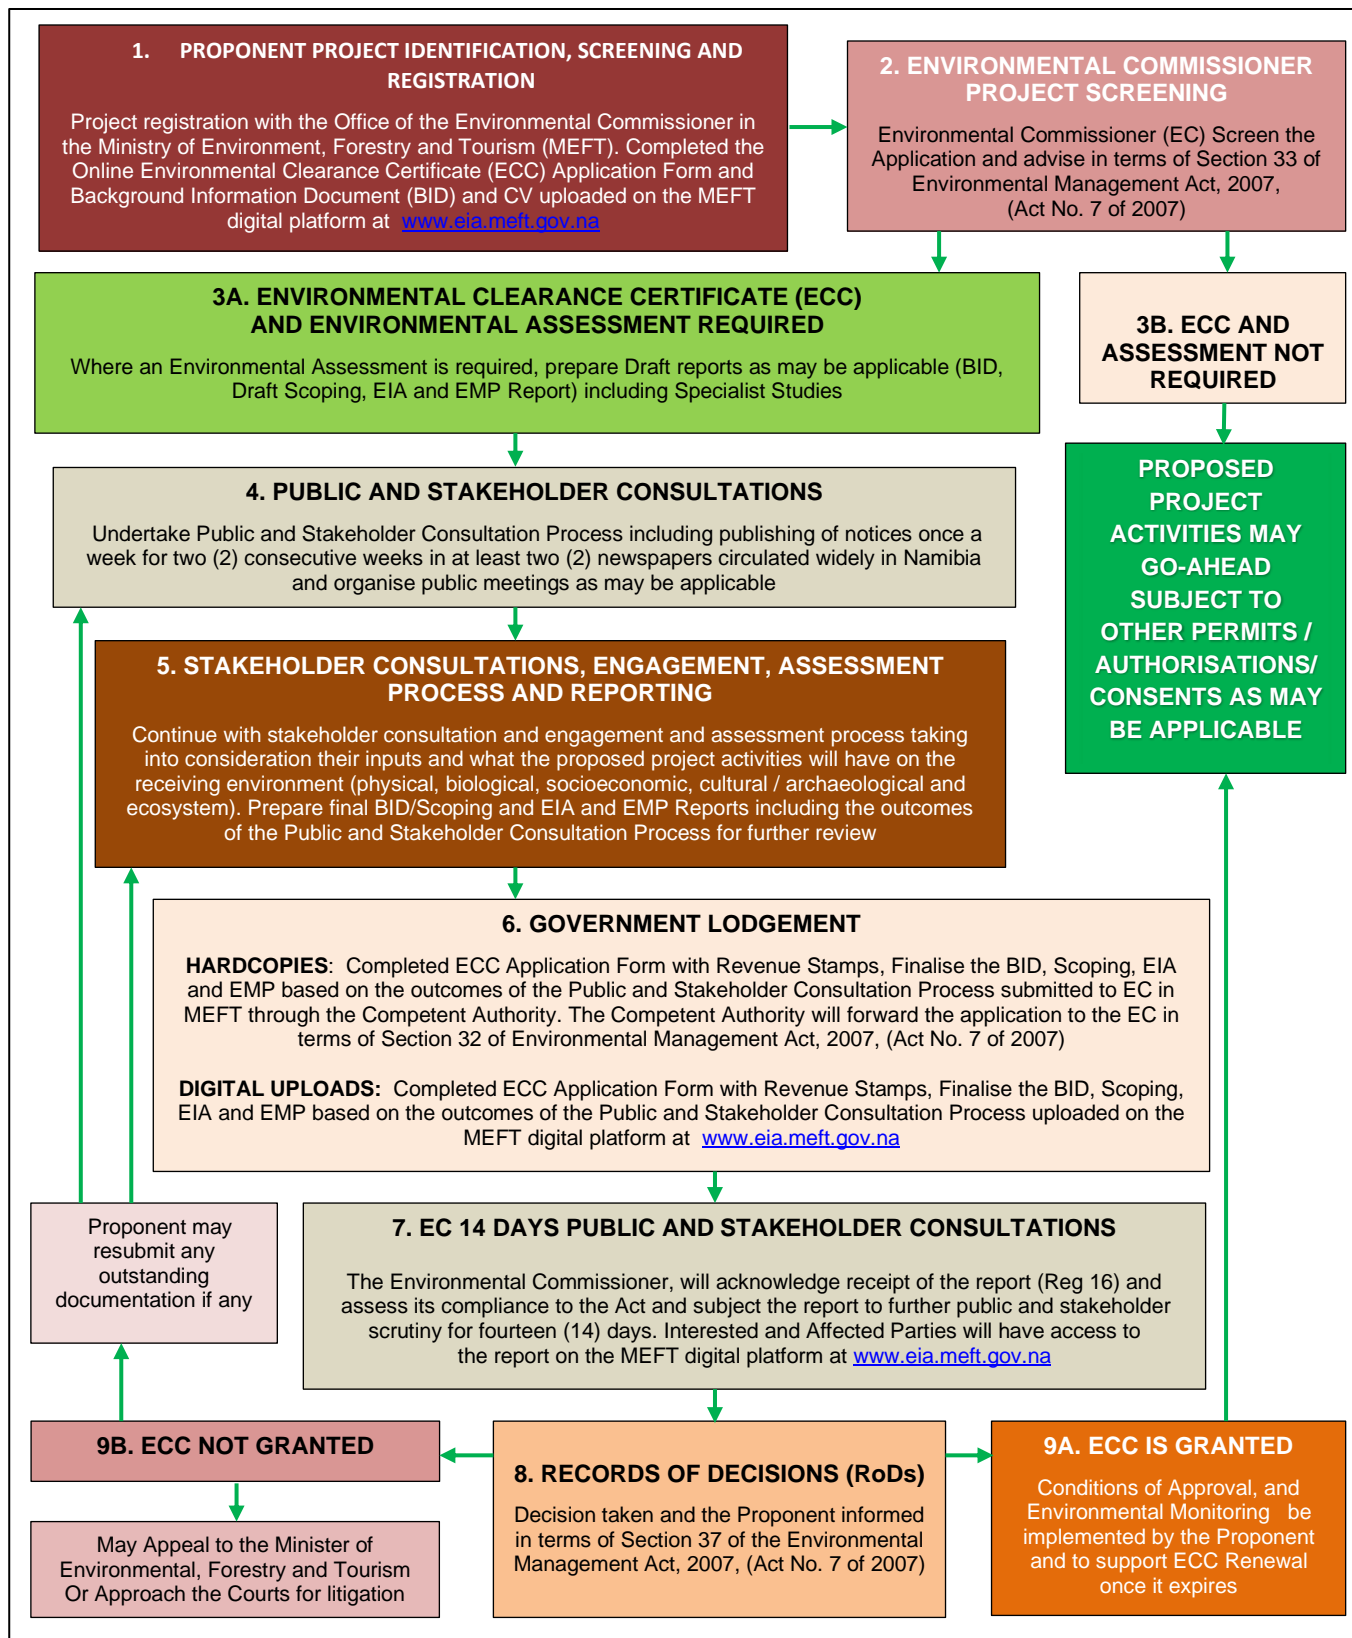 1. PROPONENT PROJECT IDENTIFICATION, SCREENING AND
REGISTRATION
Project registration with the Office of the Environmental Commissioner in
the Ministry of Environment, Forestry and Tourism (MEFT). Completed the
Online Environmental Clearance Certificate (ECC) Application Form and
Background Information Document (BID) and CV uploaded on the MEFT
digital platform at www.eia.meft.gov.na
2. ENVIRONMENTAL COMMISSIONER
PROJECT SCREENING
Environmental Commissioner (EC) Screen the
Application and advise in terms of Section 33 of
Environmental Management Act, 2007,
(Act No. 7 of 2007)
3A. ENVIRONMENTAL CLEARANCE CERTIFICATE (ECC)
AND ENVIRONMENTAL ASSESSMENT REQUIRED
Where an Environmental Assessment is required, prepare Draft reports as may be applicable (BID,
Draft Scoping, EIA and EMP Report) including Specialist Studies
3B. ECC AND
ASSESSMENT NOT
REQUIRED
PROPOSED
PROJECT
ACTIVITIES MAY
GO-AHEAD
SUBJECT TO
OTHER PERMITS /
AUTHORISATIONS/
CONSENTS AS MAY
BE APPLICABLE
4. PUBLIC AND STAKEHOLDER CONSULTATIONS
Undertake Public and Stakeholder Consultation Process including publishing of notices once a
week for two (2) consecutive weeks in at least two (2) newspapers circulated widely in Namibia
and organise public meetings as may be applicable
5. STAKEHOLDER CONSULTATIONS, ENGAGEMENT, ASSESSMENT
PROCESS AND REPORTING
Continue with stakeholder consultation and engagement and assessment process taking
into consideration their inputs and what the proposed project activities will have on the
receiving environment (physical, biological, socioeconomic, cultural / archaeological and
ecosystem). Prepare final BID/Scoping and EIA and EMP Reports including the outcomes
of the Public and Stakeholder Consultation Process for further review
6. GOVERNMENT LODGEMENT
HARDCOPIES: Completed ECC Application Form with Revenue Stamps, Finalise the BID, Scoping, EIA
and EMP based on the outcomes of the Public and Stakeholder Consultation Process submitted to EC in
MEFT through the Competent Authority. The Competent Authority will forward the application to the EC in
terms of Section 32 of Environmental Management Act, 2007, (Act No. 7 of 2007)
DIGITAL UPLOADS: Completed ECC Application Form with Revenue Stamps, Finalise the BID, Scoping,
EIA and EMP based on the outcomes of the Public and Stakeholder Consultation Process uploaded on the
MEFT digital platform at www.eia.meft.gov.na
Proponent may
resubmit any
outstanding
documentation if any
7. EC 14 DAYS PUBLIC AND STAKEHOLDER CONSULTATIONS
The Environmental Commissioner, will acknowledge receipt of the report (Reg 16) and
assess its compliance to the Act and subject the report to further public and stakeholder
scrutiny for fourteen (14) days. Interested and Affected Parties will have access to
the report on the MEFT digital platform at www.eia.meft.gov.na
9B. ECC NOT GRANTED
May Appeal to the Minister of
Environmental, Forestry and Tourism
Or Approach the Courts for litigation
8. RECORDS OF DECISIONS (RoDs)
Decision taken and the Proponent informed
in terms of Section 37 of the Environmental
Management Act, 2007, (Act No. 7 of 2007)
9A. ECC IS GRANTED
Conditions of Approval, and
Environmental Monitoring be
implemented by the Proponent
and to support ECC Renewal
once it expires